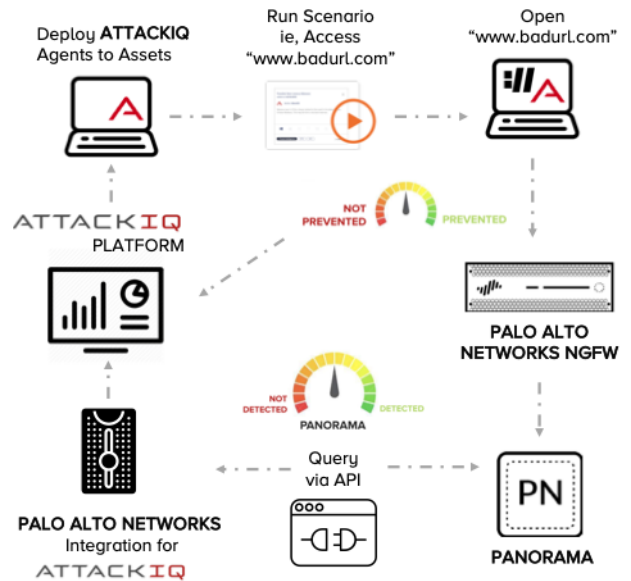 Deploy ATTACKIQ
Agents to Assets
Run Scenario
ie, Access
“www.badurl.com”
Open
“www.badurl.com”
ATTACKIQ
PLATFORM
NOT
PREVENTED
PREVENTED
PALO ALTO
NETWORKS NGFW
NOT
DETECTED
DETECTED
PANORAMA
Query
via API
PN
PANORAMA
PALO ALTO NETWORKS
Integration for
ATTACKIQ